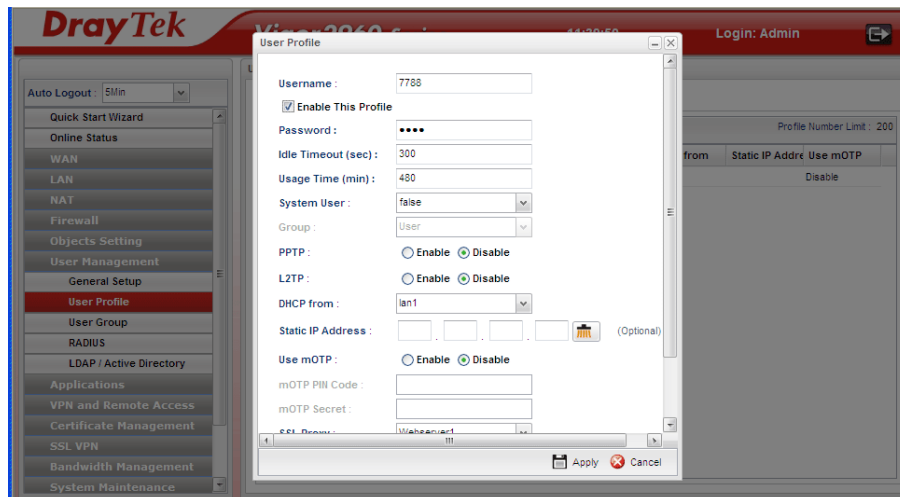 DrayTek
Login: Admin
User Profile
Auto Logout : 5Min
Quick Start Wizard
Online Status
WAN
LAN
NAT
Firewall
Objects Setting
User Management
General Setup
User Profile
User Group
RADIUS
LDAP / Active Directory
Applications
VPN and Remote Access
Certificate Management
SSL VPN
Bandwidth Management
System Maintenance
Username : 7788
Enable This Profile
Password : ••••
Idle Timeout (sec) : 300
Usage Time (min) : 480
System User : false
Group : User
PPTP : Enable Disable
L2TP : Enable Disable
DHCP from : lan1
Static IP Address : . . . (Optional)
Use mOTP : Enable Disable
mOTP PIN Code :
mOTP Secret :
SSL Proxy : Webserver1
Apply Cancel
Profile Number Limit : 200
from Static IP Addre Use mOTP
Disable